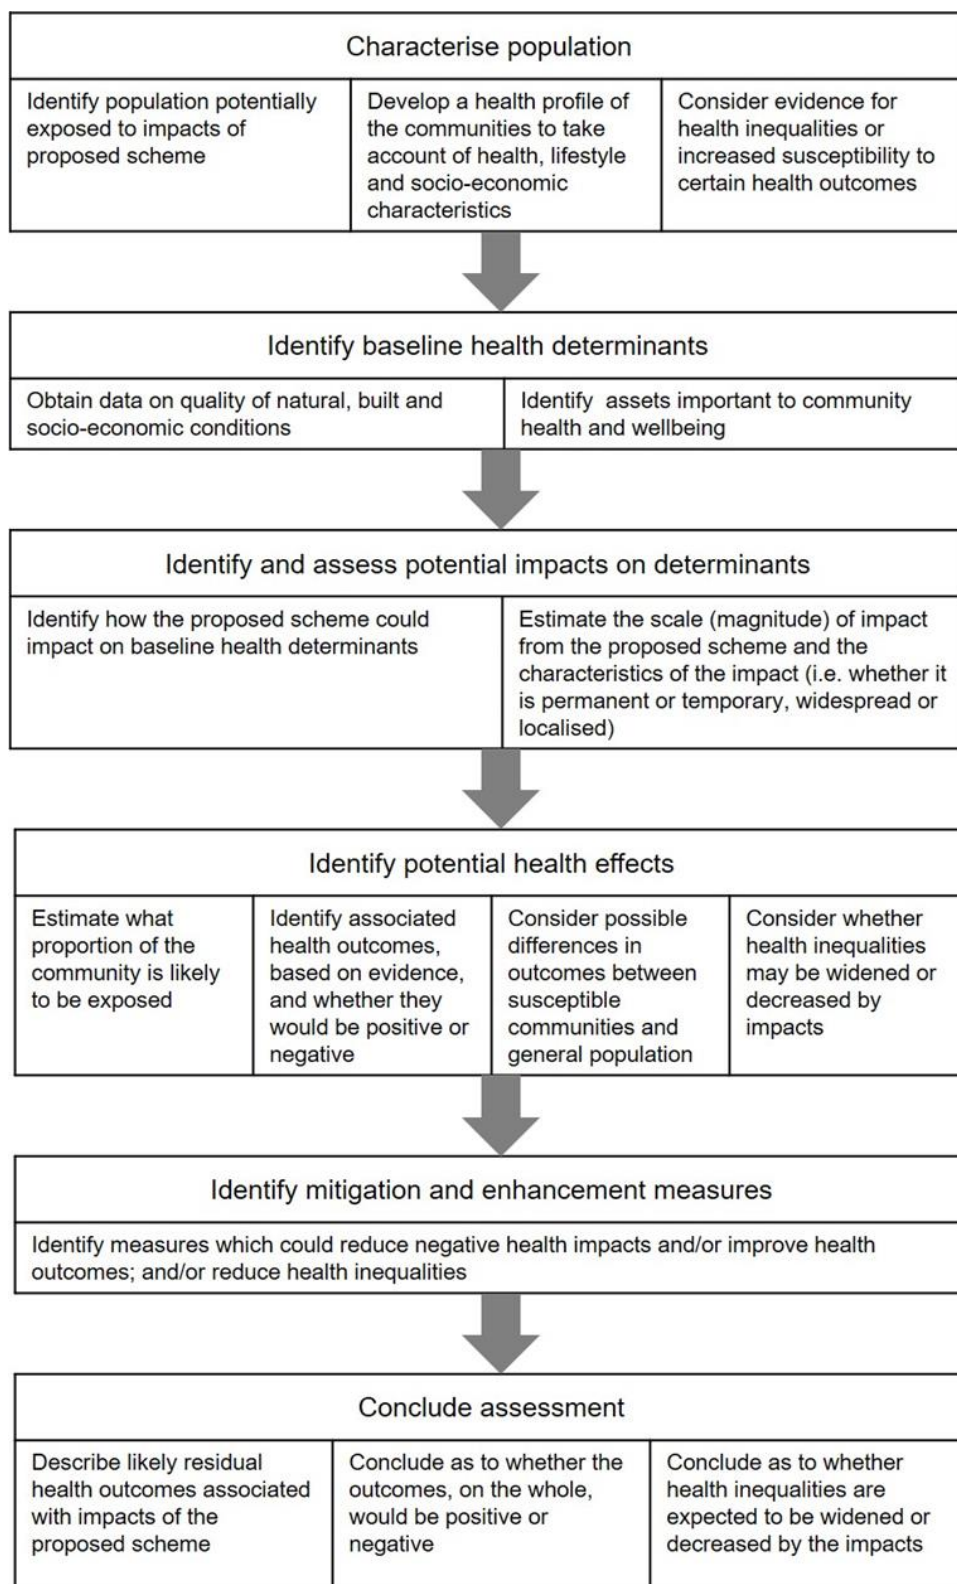 Characterise population
Identify population potentially
exposed to impacts of
proposed scheme
Develop a health profile of
the communities to take
account of health, lifestyle
and socio-economic
characteristics
Consider evidence for
health inequalities or
increased susceptibility to
certain health outcomes
Identify baseline health determinants
Obtain data on quality of natural, built and
socio-economic conditions
Identify assets important to community
health and wellbeing
Identify and assess potential impacts on determinants
Identify how the proposed scheme could
impact on baseline health determinants
Estimate the scale (magnitude) of impact
from the proposed scheme and the
characteristics of the impact (i.e. whether it
is permanent or temporary, widespread or
localised)
Identify potential health effects
Estimate what
proportion of the
community is likely
to be exposed
Identify associated
health outcomes,
based on evidence,
and whether they
would be positive or
negative
Consider possible
differences in
outcomes between
susceptible
communities and
general population
Consider whether
health inequalities
may be widened or
decreased by
impacts
Identify mitigation and enhancement measures
Identify measures which could reduce negative health impacts and/or improve health
outcomes; and/or reduce health inequalities
Conclude assessment
Describe likely residual
health outcomes associated
with impacts of the
proposed scheme
Conclude as to whether the
outcomes, on the whole,
would be positive or
negative
Conclude as to whether
health inequalities are
expected to be widened or
decreased by the impacts